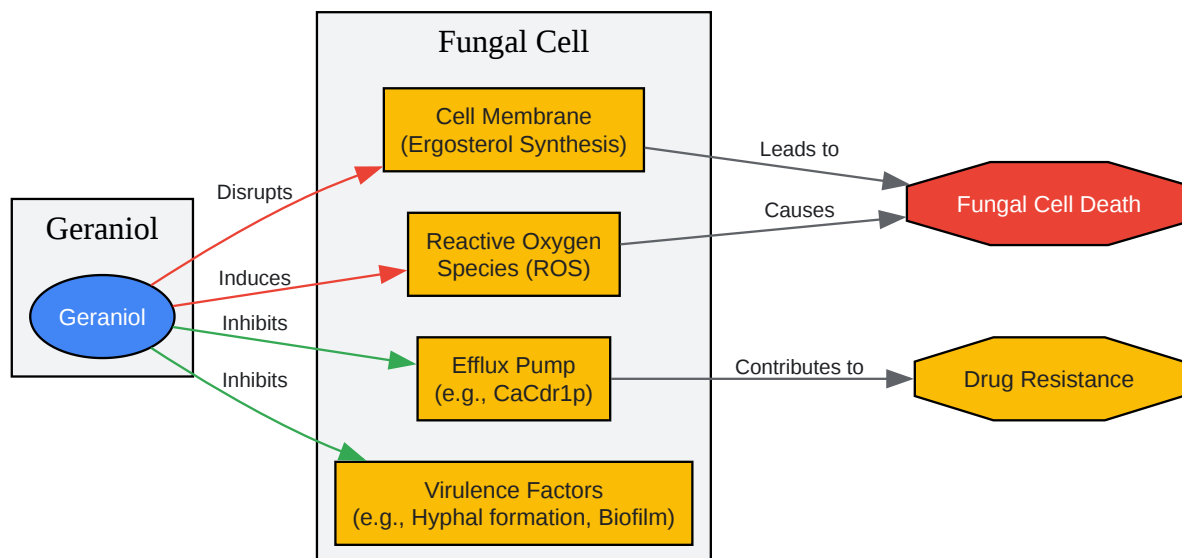 Fungal Cell
Cell Membrane
(Ergosterol Synthesis)
Leads to
Disrupts
Fungal Cell Death
Causes
Geraniol
Reactive Oxygen
Species (ROS)
Induces
Geraniol
Inhibits
Efflux Pump
(e.g., CaCdr1p)
Contributes to
Drug Resistance
Inhibits
Virulence Factors
(e.g., Hyphal formation, Biofilm)